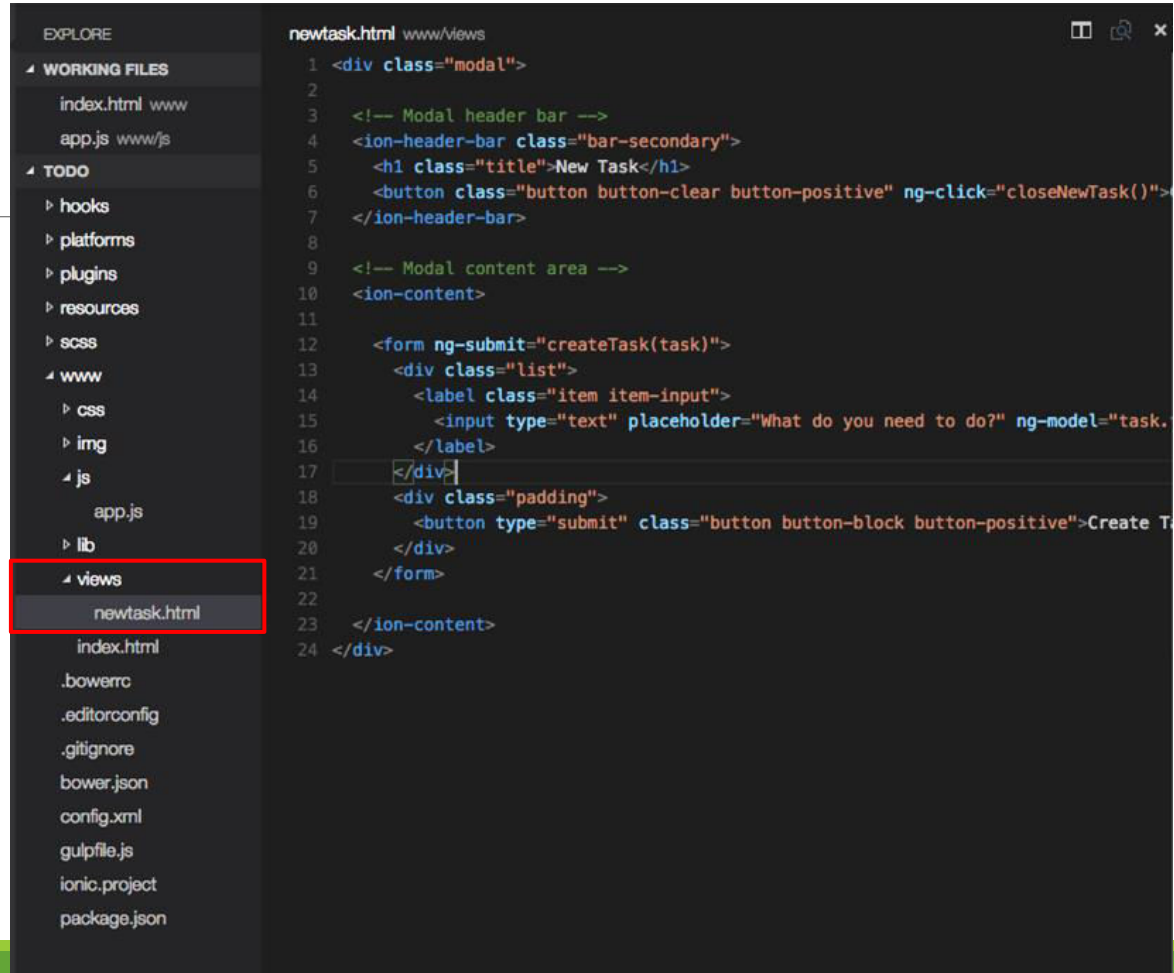 EXPLORE
WORKING FILES
index.html www
app.js www/js
TODO
hooks
platforms
plugins
resources
scss
www
css
img
js
app.js
lib
views
newtask.html
index.html
.bowerrc
.editorconfig
.gitignore
bower.json
config.xml
gulpfile.js
ionic.project
package.json
newtask.html www/views
1 <div class="modal">
2
3 <!-- Modal header bar -->
4 <ion-header-bar class="bar-secondary">
5 <h1 class="title">New Task</h1>
6 <button class="button button-clear button-positive" ng-click="closeNewTask()">
7 </ion-header-bar>
8
9 <!-- Modal content area -->
10 <ion-content>
11
12 <form ng-submit="createTask(task)">
13 <div class="list">
14 <label class="item item-input">
15 <input type="text" placeholder="What do you need to do?" ng-model="task.
16 </label>
17 </div>
18 <div class="padding">
19 <button type="submit" class="button button-block button-positive">Create T
20 </div>
21 </form>
22
23 </ion-content>
24 </div>